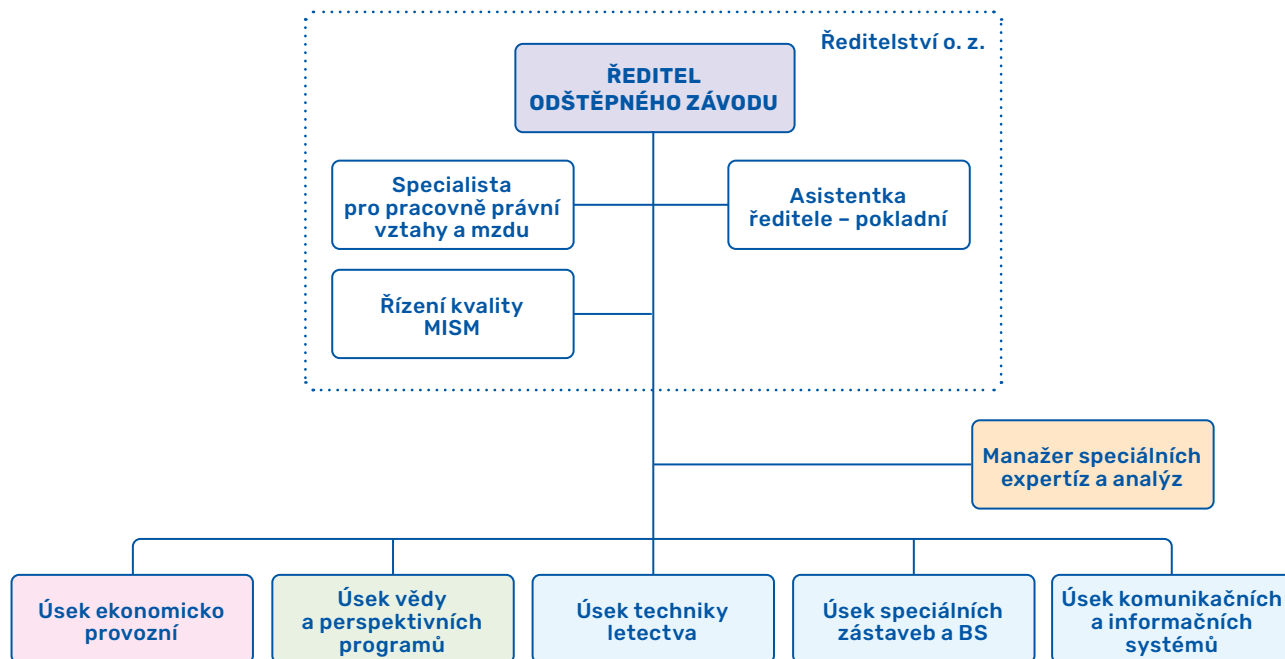 Ředitelství o. z.
ŘEDITEL
ODŠTĚPNÉHO ZÁVODU
Specialista
pro pracovně právní
vztahy a mzdu
Asistentka
ředitele – pokladní
Řízení kvality
MISM
Manažer speciálních
expertíz a analýz
Úsek ekonomicko
provozní
Úsek vědy
a perspektivních
programů
Úsek techniky
letectva
Úsek speciálních
zástaveb a BS
Úsek komunikačních
a informačních
systémů